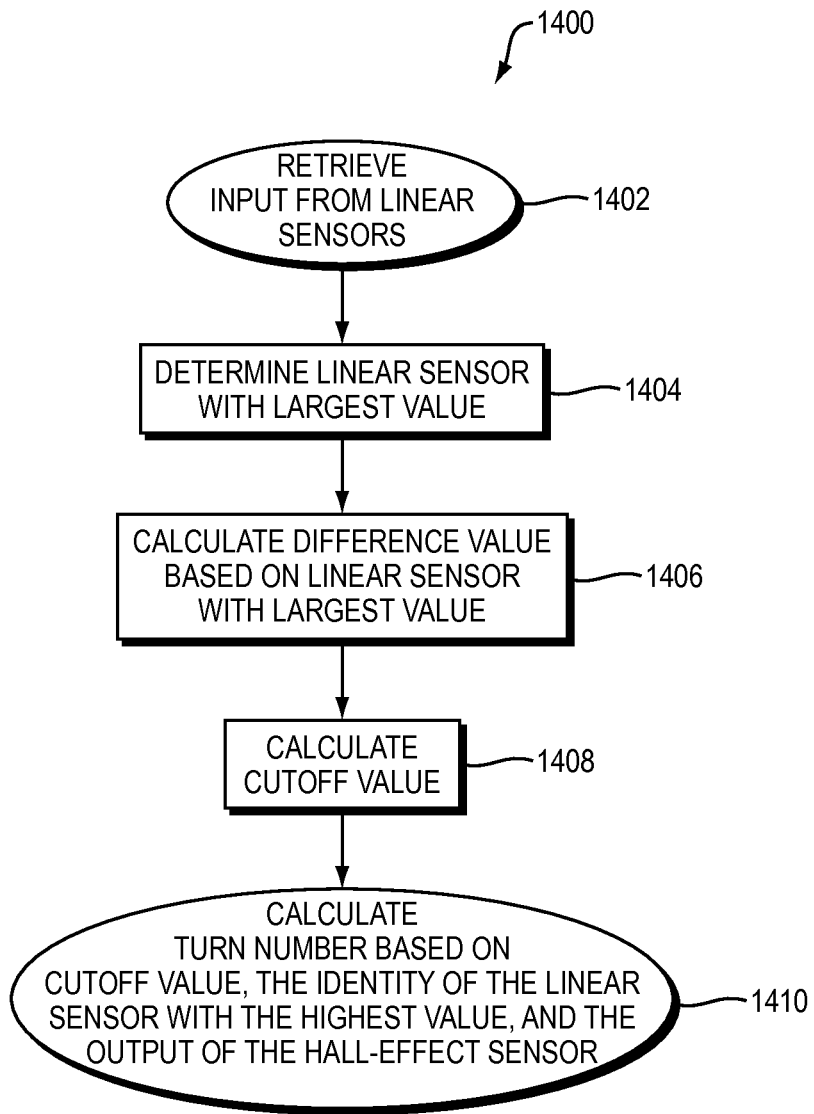 1400
RETRIEVE
INPUT FROM LINEAR
SENSORS
1402
DETERMINE LINEAR SENSOR
WITH LARGEST VALUE
1404
CALCULATE DIFFERENCE VALUE
BASED ON LINEAR SENSOR
WITH LARGEST VALUE
1406
CALCULATE
CUTOFF VALUE
1408
CALCULATE
TURN NUMBER BASED ON
CUTOFF VALUE, THE IDENTITY OF THE LINEAR
SENSOR WITH THE HIGHEST VALUE, AND THE
OUTPUT OF THE HALL-EFFECT SENSOR
1410